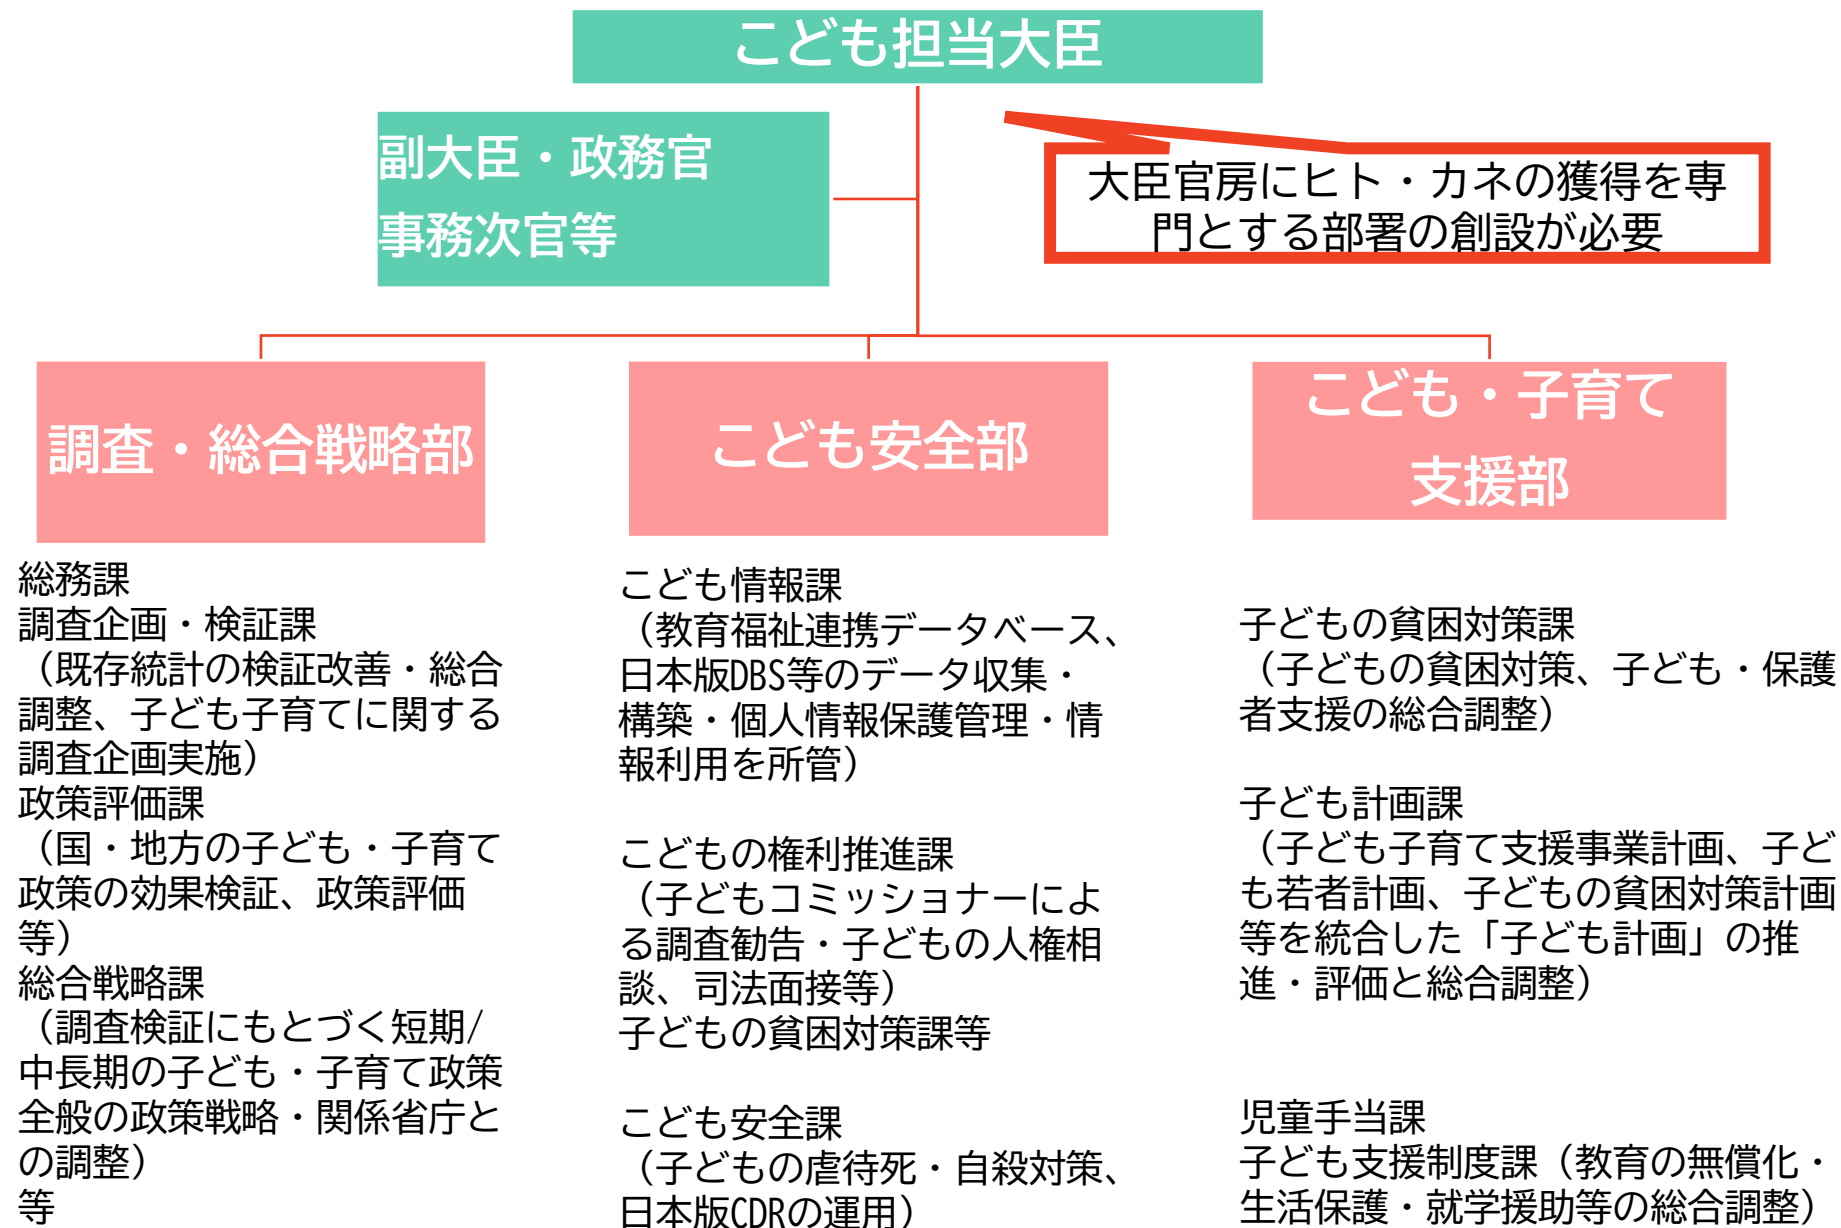 こども担当大臣
副大臣・政務官
事務次官等
大臣官房にヒト・カネの獲得を専
門とする部署の創設が必要
調査・総合戦略部
こども安全部
こども・子育て
支援部
総務課
調査企画・検証課
（既存統計の検証改善・総合
調整、子ども子育てに関する
調査企画実施）
政策評価課
（国・地方の子ども・子育て
政策の効果検証、政策評価
等）
総合戦略課
（調査検証にもとづく短期/
中長期の子ども・子育て政策
全般の政策戦略・関係省庁と
の調整）
等
こども情報課
（教育福祉連携データベース、
日本版DBS等のデータ収集・
構築・個人情報保護管理・情
報利用を所管）
こどもの権利推進課
（子どもコミッショナーによ
る調査勧告・子どもの人権相
談、司法面接等）
子どもの貧困対策課等
こども安全課
（子どもの虐待死・自殺対策、
日本版CDRの運用）
子どもの貧困対策課
（子どもの貧困対策、子ども・保護
者支援の総合調整）
子ども計画課
（子ども子育て支援事業計画、子ど
も若者計画、子どもの貧困対策計画
等を統合した「子ども計画」の推
進・評価と総合調整）
児童手当課
子ども支援制度課（教育の無償化・
生活保護・就学援助等の総合調整）